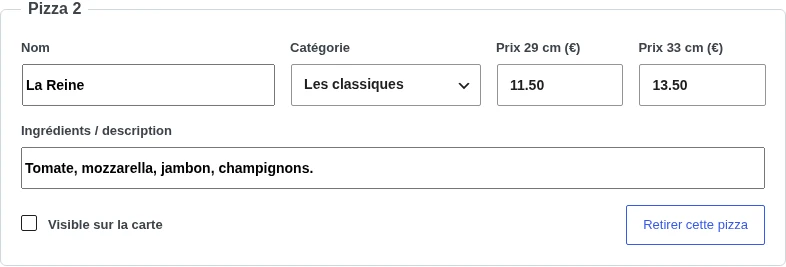 Pizza 2
Nom Catégorie Prix 29 cm (€) Prix 33 cm (€)
La Reine Les classiques 11.50 13.50
Ingrédients / description
Tomate, mozzarella, jambon, champignons.
Visible sur la carte Retirer cette pizza